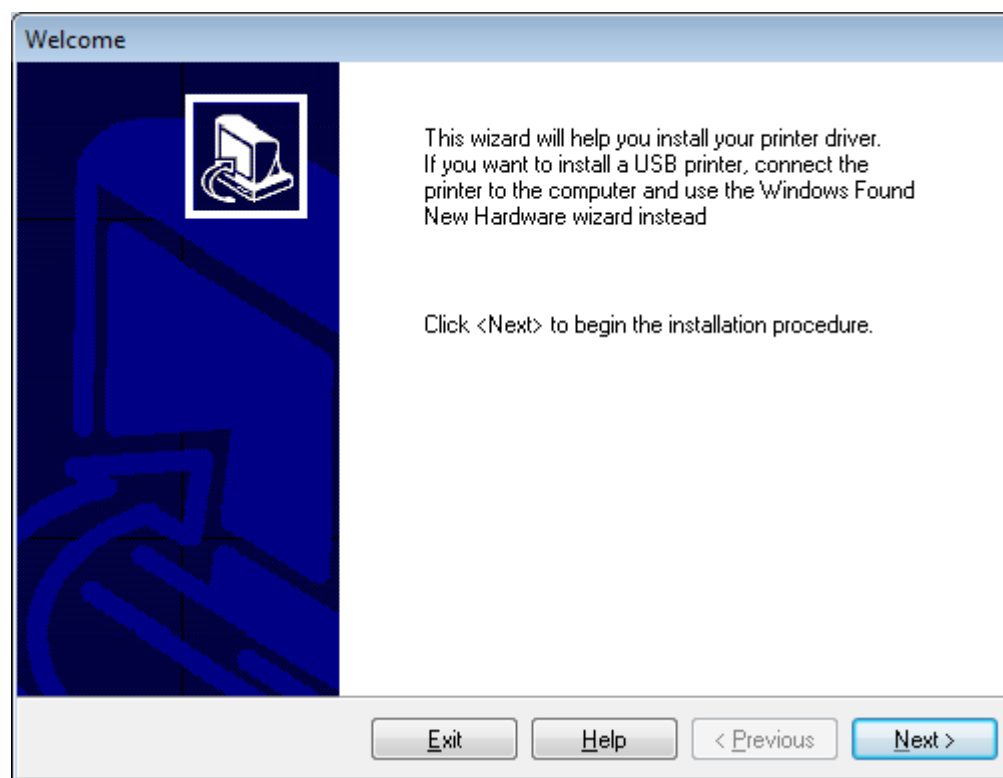 Welcome
This wizard will help you install your printer driver.
If you want to install a USB printer, connect the
printer to the computer and use the Windows Found
New Hardware wizard instead
Click <Next> to begin the installation procedure.
Exit
Help
< Previous
Next >